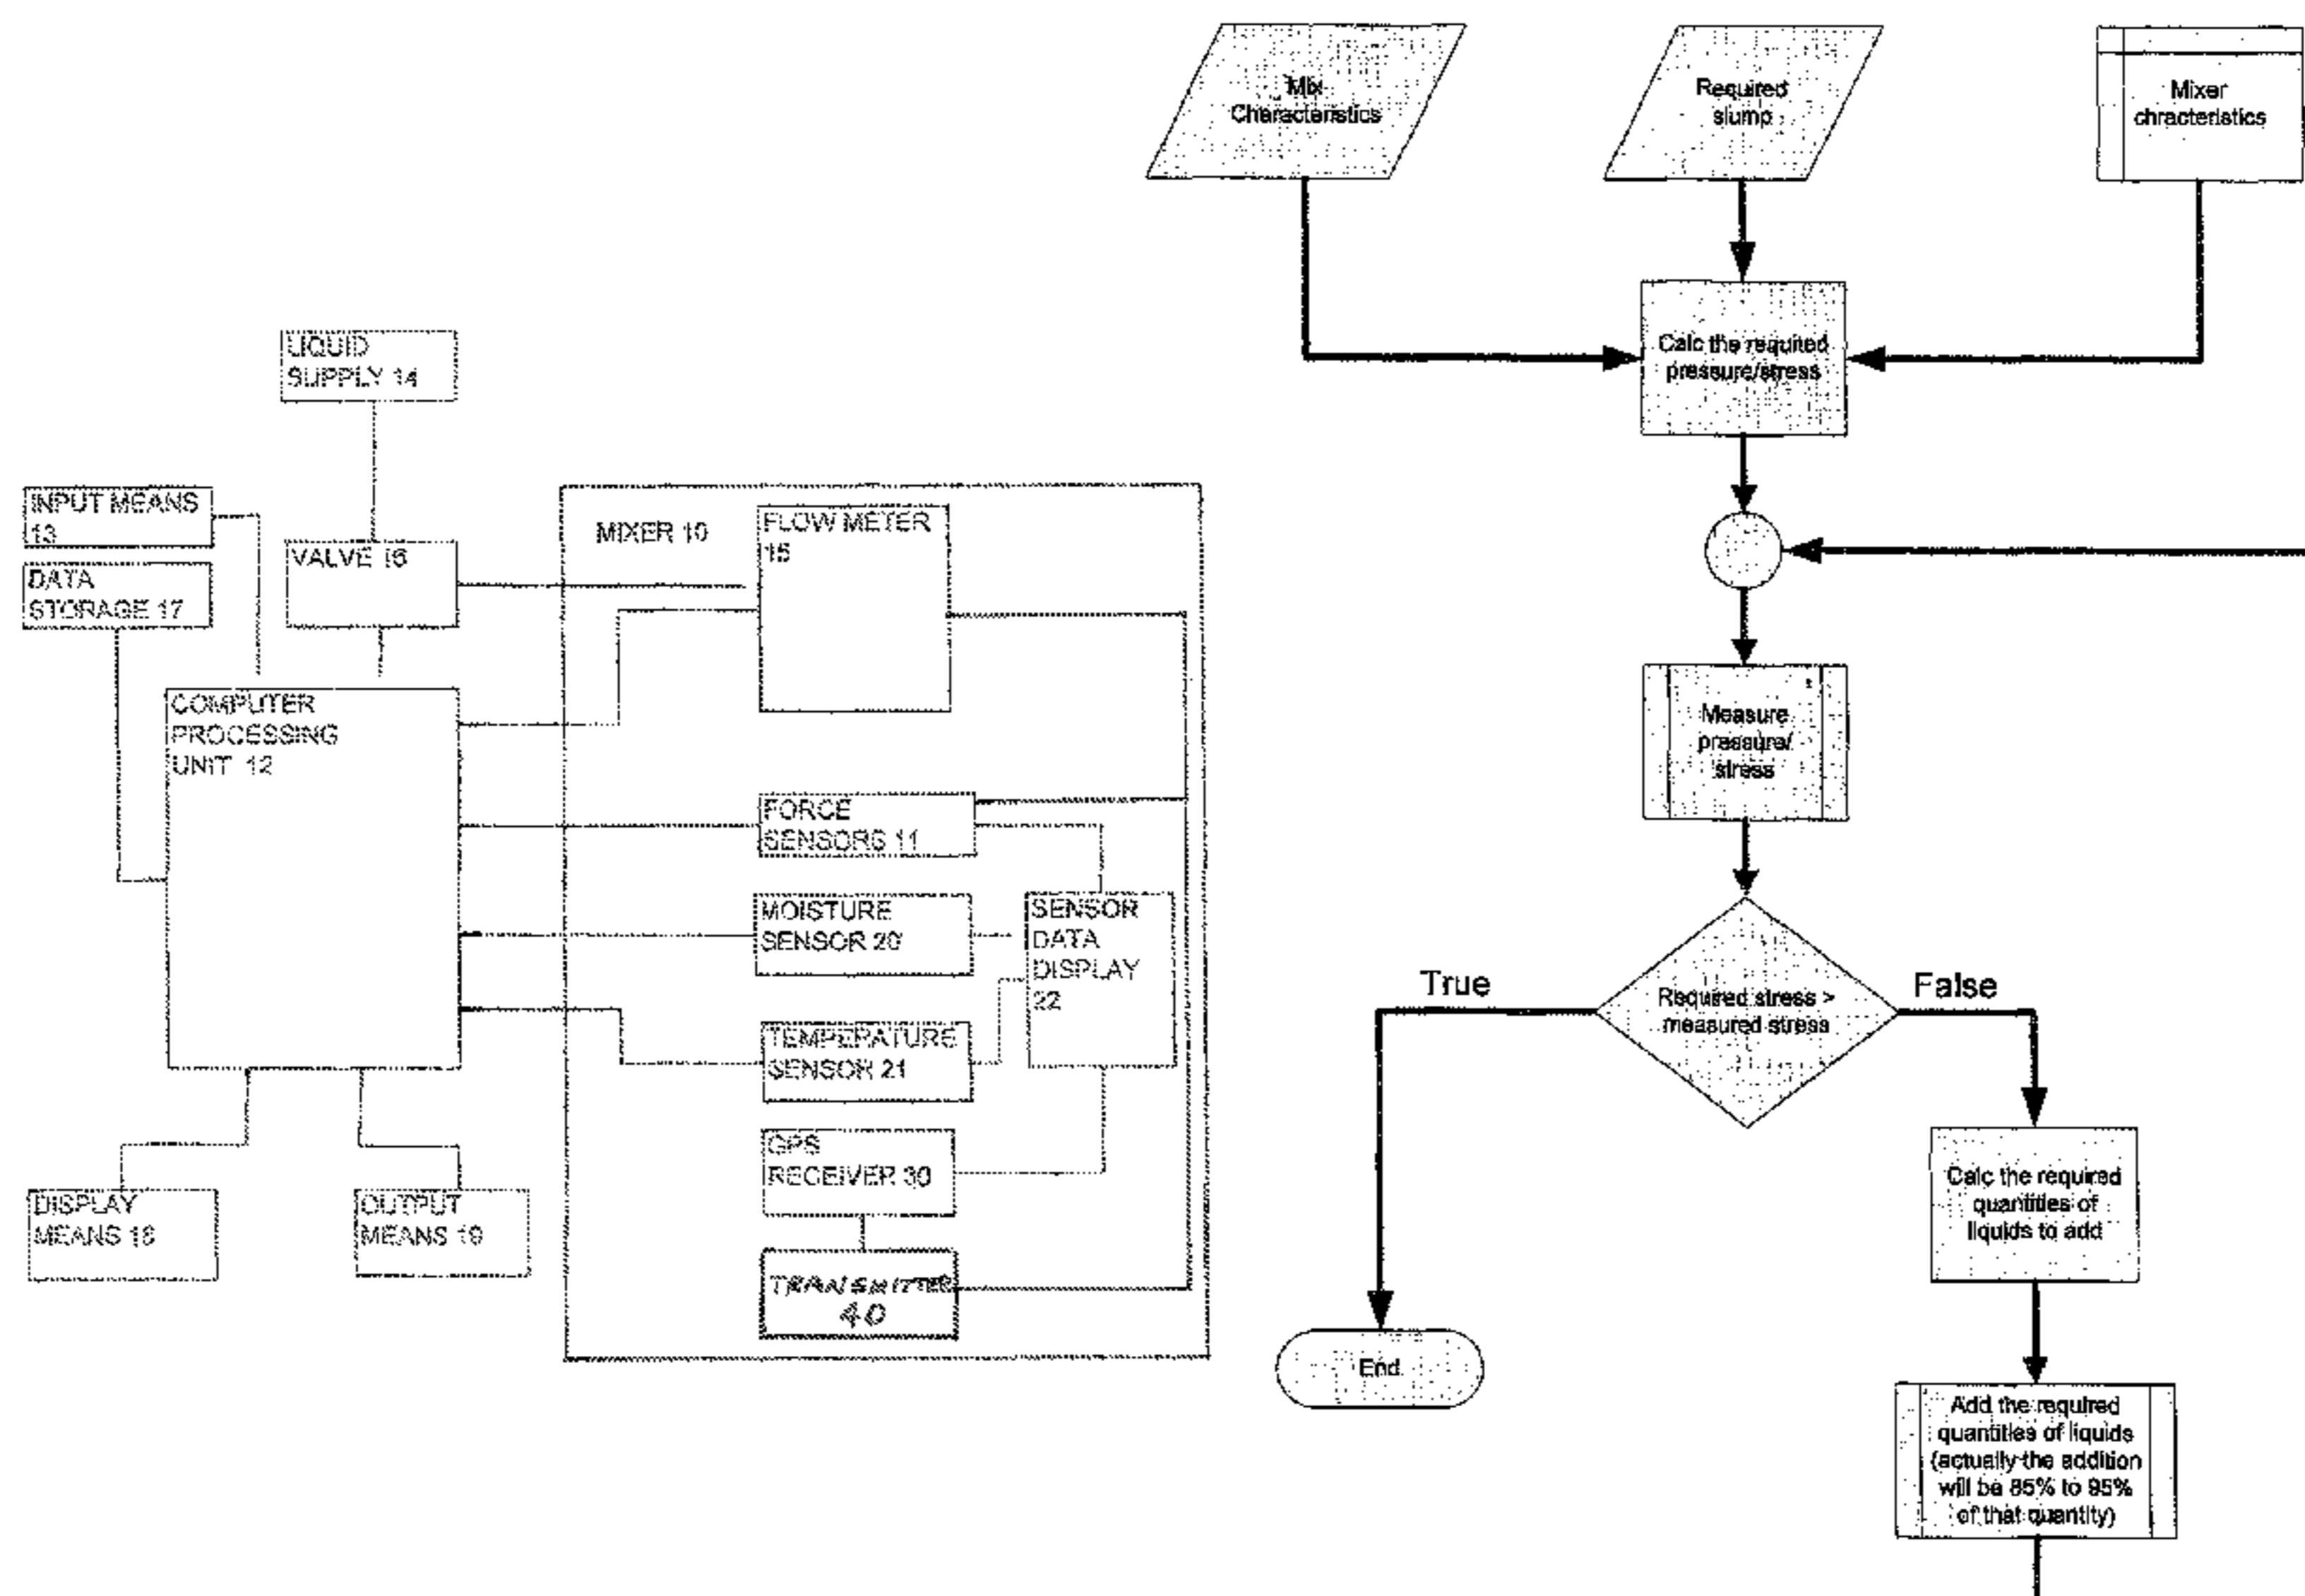 LIQUID
SUPPLY 14
INPUT MEANS
13
DATA
STORAGE 17
VALVE 16
COMPUTER
PROCESSING
UNIT 12
DISPLAY
MEANS 18
OUTPUT
MEANS 19
MIXER 10
FLOW METER
15
FORCE
SENSORS 11
MOISTURE
SENSOR 20
TEMPERATURE
SENSOR 21
SENSOR
DATA
DISPLAY
22
GPS
RECEIVER 30
TRANSMITTER
40
Mix
Characteristics
Required
slump
Mixer
chracteristics
Calc the required
pressure/stress
Measure
pressure/
stress
True
Required stress >
measured stress
False
End
Calc the required
quantities of
liquids to add
Add the required
quantities of liquids
(actually the addition
will be 85% to 95%
of that quantity)